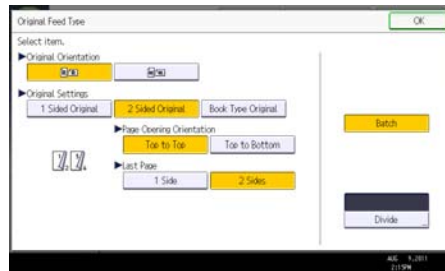 Original Feed Type
OK
Select item.
►Original Orientation
►Original Settings
1 Sided Original
2 Sided Original
Book Type Original
Batch
►Page Opening Orientation
Top to Top
Top to Bottom
►Last Page
1 Side
2 Sides
Divide
AUG 9,2011
2:15PM